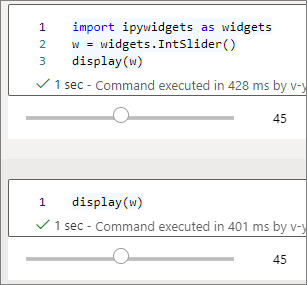 1 import ipywidgets as widgets
2 w = widgets.IntSlider()
3 display(w)
1 sec - Command executed in 428 ms by v-y
45
1 display(w)
1 sec - Command executed in 401 ms by v-y
45